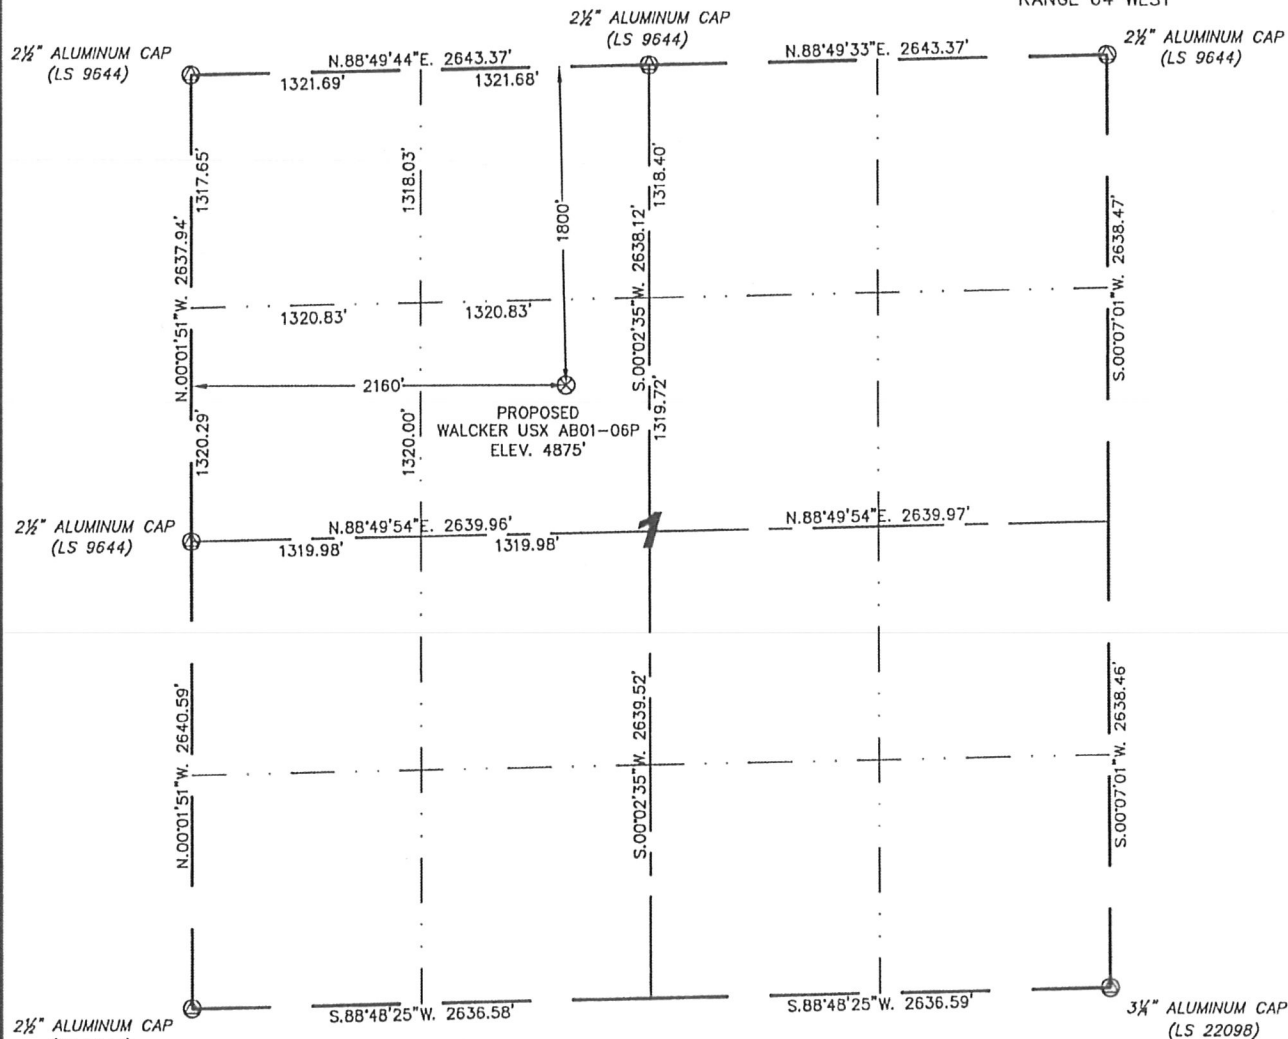 2½" ALUMINUM CAP
(LS 9644)
2½" ALUMINUM CAP
(LS 9644)
2½" ALUMINUM CAP
(LS 9644)
N.88°49'44"E. 2643.37'
1321.69'
1321.68'
N.88°49'33"E. 2643.37'
1317.65'
1318.03'
1318.40'
1800'
N.00°01'51"W. 2637.94'
S.00°02'35"W. 2638.12'
S.00°07'01"W. 2638.47'
1320.83'
1320.83'
2160'
PROPOSED
WALCKER USX AB01-06P
ELEV. 4875'
1320.29'
1320.00'
1319.72'
2½" ALUMINUM CAP
(LS 9644)
N.88°49'54"E. 2639.96'
1319.98'
1319.98'
1
N.88°49'54"E. 2639.97'
N.00°01'51"W. 2640.59'
S.00°02'35"W. 2639.52'
S.00°07'01"W. 2638.46'
2½" ALUMINUM CAP
S.88°48'25"W. 2636.58'
S.88°48'25"W. 2636.59'
3¼" ALUMINUM CAP
(LS 22098)